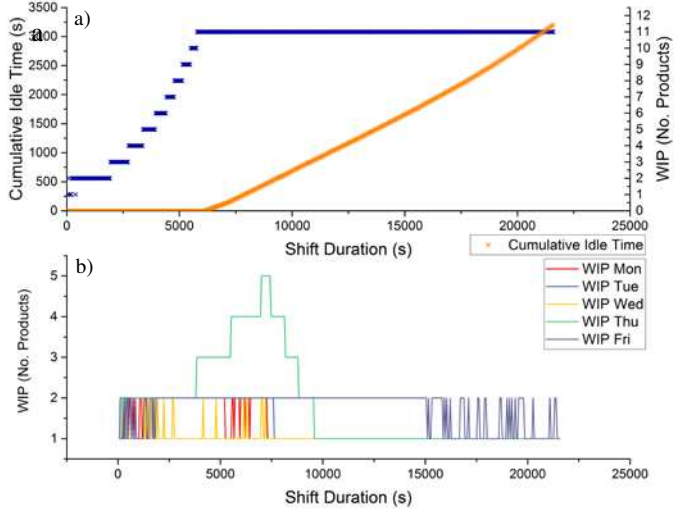 a)
a
Cumulative Idle Time (s)
3500
3000
2500
2000
1500
1000
500
0
12
11
10
9
8
7
6
5
4
3
2
1
0
WIP (No. Products)
0 5000 10000 15000 20000 25000
Shift Duration (s)
Cumulative Idle Time
b)
WIP (No. Products)
5
4
3
2
1
WIP Mon
WIP Tue
WIP Wed
WIP Thu
WIP Fri
0 5000 10000 15000 20000 25000
Shift Duration (s)